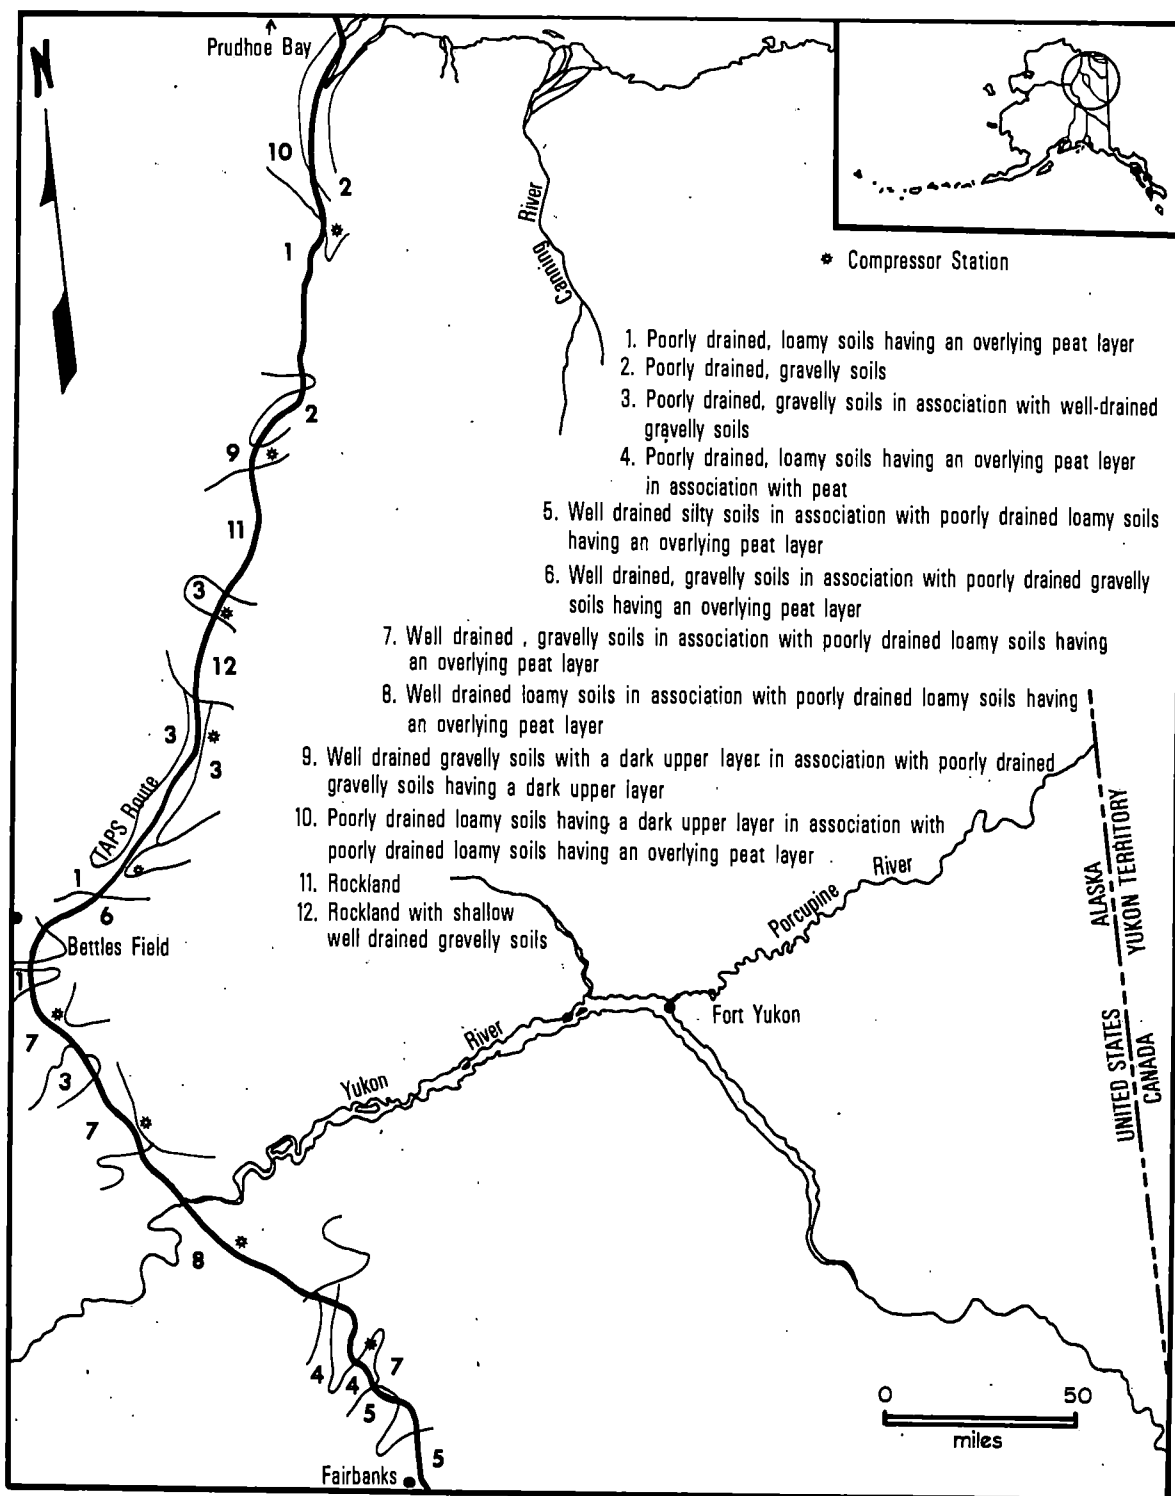 Prudhoe Bay
N
10
2
1
River
Canning
* Compressor Station
1. Poorly drained, loamy soils having an overlying peat layer
2. Poorly drained, gravelly soils
3. Poorly drained, gravelly soils in association with well-drained
gravelly soils
4. Poorly drained, loamy soils having an overlying peat leyer
in association with peat
5. Well drained silty soils in association with poorly drained loamy soils
having an overlying peat layer
6. Well drained, gravelly soils in association with poorly drained gravelly
soils having an overlying peat layer
7. Well drained , gravelly soils in association with poorly drained loamy soils having
an overlying peat layer
8. Well drained loamy soils in association with poorly drained loamy soils having
an overlying peat layer
9. Well drained gravelly soils with a dark upper layer in association with poorly drained
gravelly soils having a dark upper layer
10. Poorly drained loamy soils having a dark upper layer in association with
poorly drained loamy soils having an overlying peat layer
11. Rockland
12. Rockland with shallow
well drained grevelly soils
2
9
11
3
12
3
3
TAPS Route
1
6
Bettles Field
1
7
3
7
8
4
4
7
5
5
Fairbanks
Yukon
River
Fort Yukon
Porcupine
River
ALASKA
YUKON TERRITORY
UNITED STATES
CANADA
0
50
miles